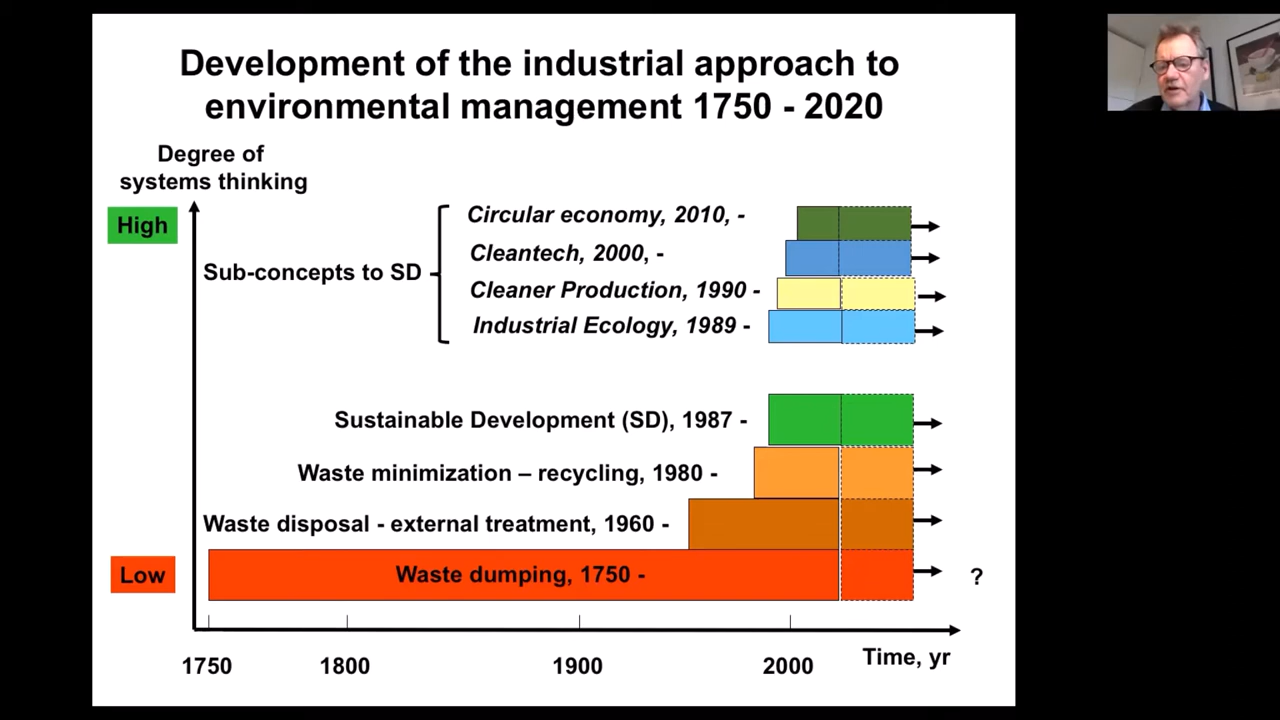 Development of the industrial approach to
environmental management 1750 - 2020
Degree of
systems thinking
High
Circular economy, 2010, -
Cleantech, 2000, -
Sub-concepts to SD
Cleaner Production, 1990 -
Industrial Ecology, 1989 -
Sustainable Development (SD), 1987 -
Waste minimization – recycling, 1980 -
Waste disposal - external treatment, 1960 -
Low
Waste dumping, 1750 -
?
1750
1800
1900
2000
Time, yr